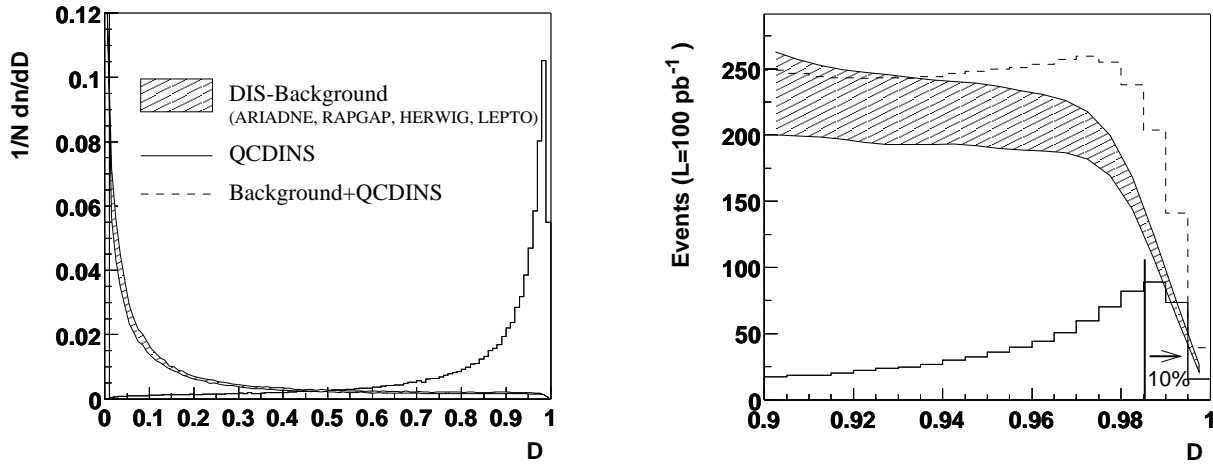 1/N dn/dD
0.12
0.1
0.08
0.06
0.04
0.02
0
DIS-Background
(ARIADNE, RAPGAP, HERWIG, LEPTO)
QCDINS
Background+QCDINS
0 0.1 0.2 0.3 0.4 0.5 0.6 0.7 0.8 0.9 1
D
Events (L=100 pb⁻¹)
250
200
150
100
50
0
10%
0.9 0.92 0.94 0.96 0.98 1
D